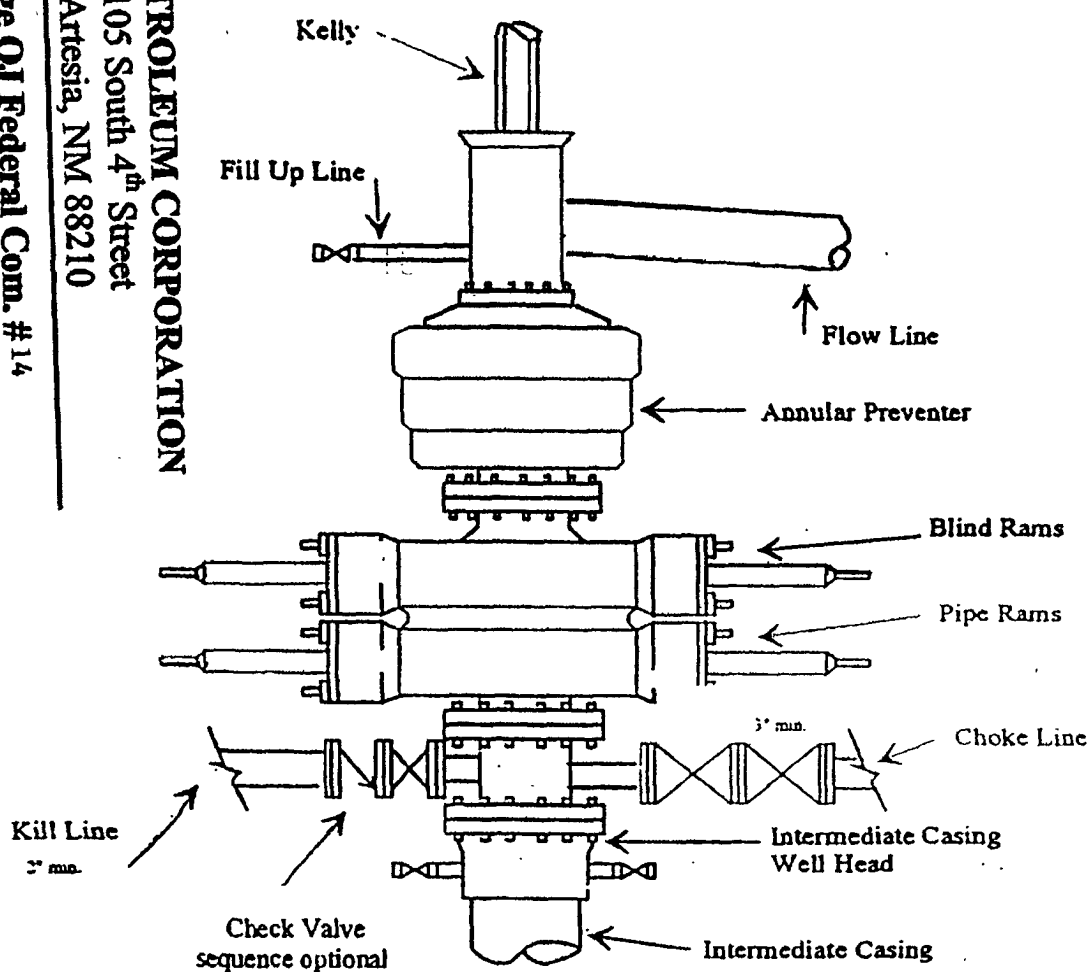 TROLEUM CORPORATION
105 South 4th Street
Artesia, NM 88210
OJ Federal Com. #14
Kelly
Fill Up Line
Flow Line
Annular Preventer
Blind Rams
Pipe Rams
min.
Choke Line
Kill Line
min.
Intermediate Casing
Well Head
Check Valve
sequence optional
Intermediate Casing